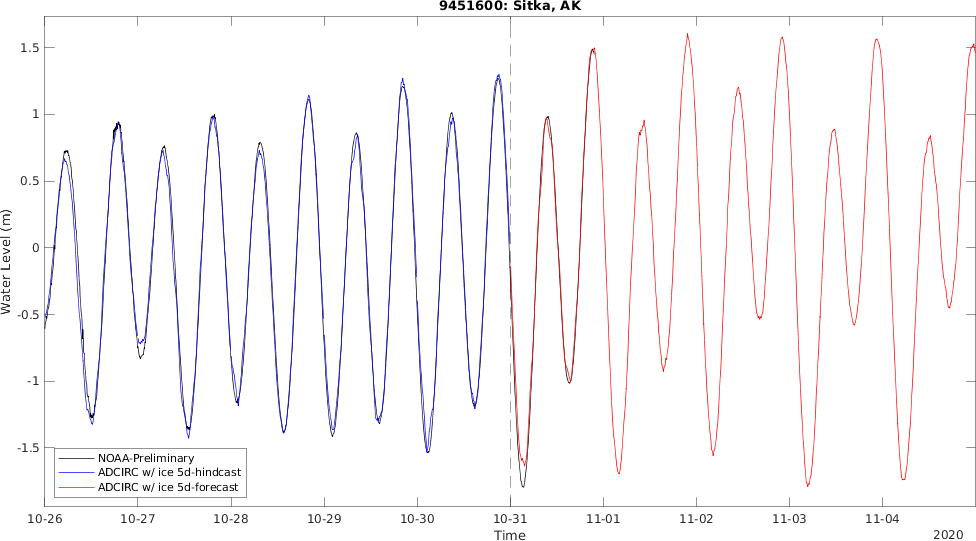 9451600: Sitka, AK
Water Level (m)
1.5
1
0.5
0
-0.5
-1
-1.5
NOAA-Preliminary
ADCIRC w/ ice 5d-hindcast
ADCIRC w/ ice 5d-forecast
10-26 10-27 10-28 10-29 10-30 10-31 11-01 11-02 11-03 11-04
Time
2020